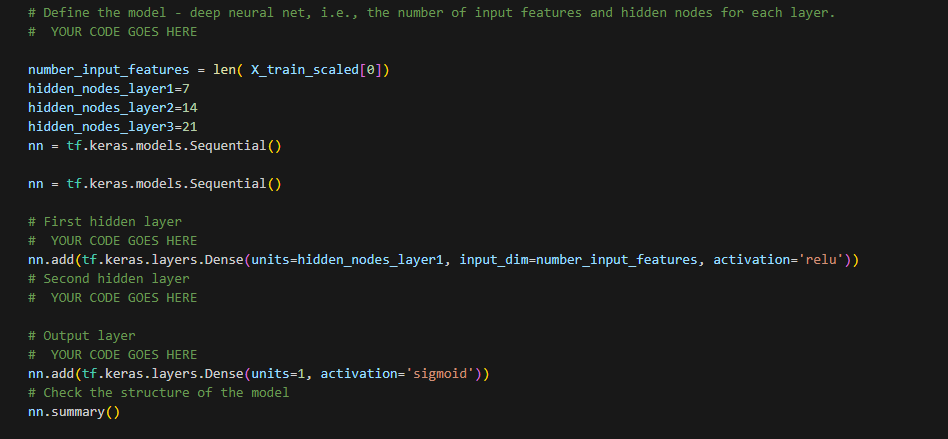 # Define the model - deep neural net, i.e., the number of input features and hidden nodes for each layer.
#  YOUR CODE GOES HERE
number_input_features = len( X_train_scaled[0])
hidden_nodes_layer1=7
hidden_nodes_layer2=14
hidden_nodes_layer3=21
nn = tf.keras.models.Sequential()
nn = tf.keras.models.Sequential()
# First hidden layer
#  YOUR CODE GOES HERE
nn.add(tf.keras.layers.Dense(units=hidden_nodes_layer1, input_dim=number_input_features, activation='relu'))
# Second hidden layer
#  YOUR CODE GOES HERE
# Output layer
#  YOUR CODE GOES HERE
nn.add(tf.keras.layers.Dense(units=1, activation='sigmoid'))
# Check the structure of the model
nn.summary()